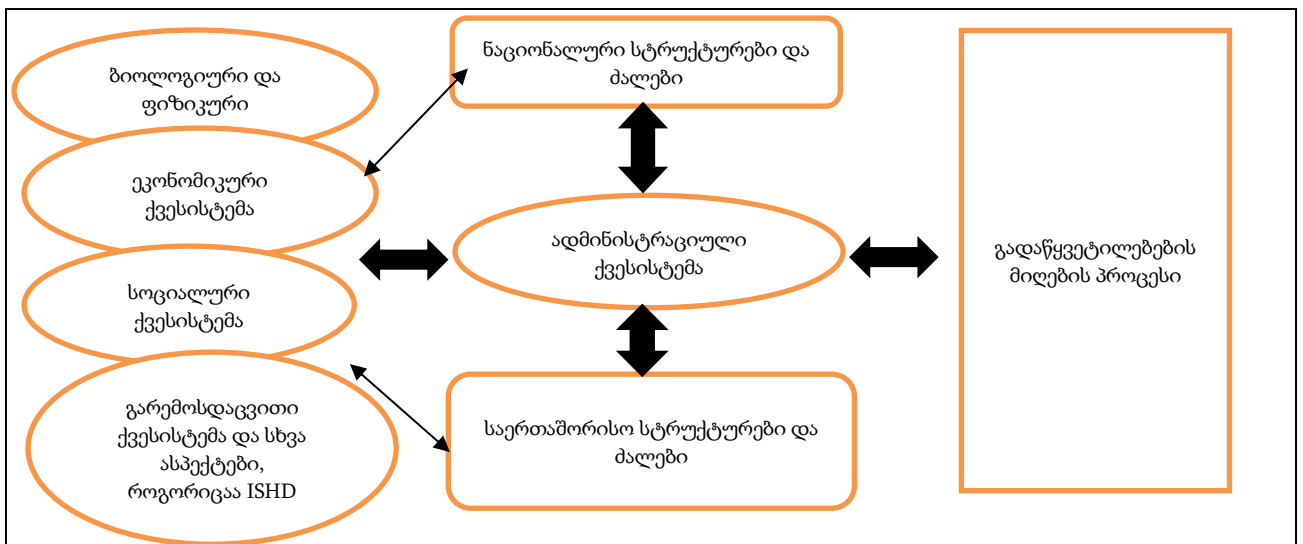 ბიოლოგიური და
ფიზიკური
ეკონომიკური
ქვესისტემა
სოციალური
ქვესისტემა
გარემოსდაცვითი
ქვესისტემა და სხვა
ასპექტები,
როგორიცაა ISHD
ნაციონალური სტრუქტურები და
ძალები
ადმინისტრაციული
ქვესისტემა
საერთაშორისო სტრუქტურები და
ძალები
გადაწყვეტილებების
მიღების პროცესი